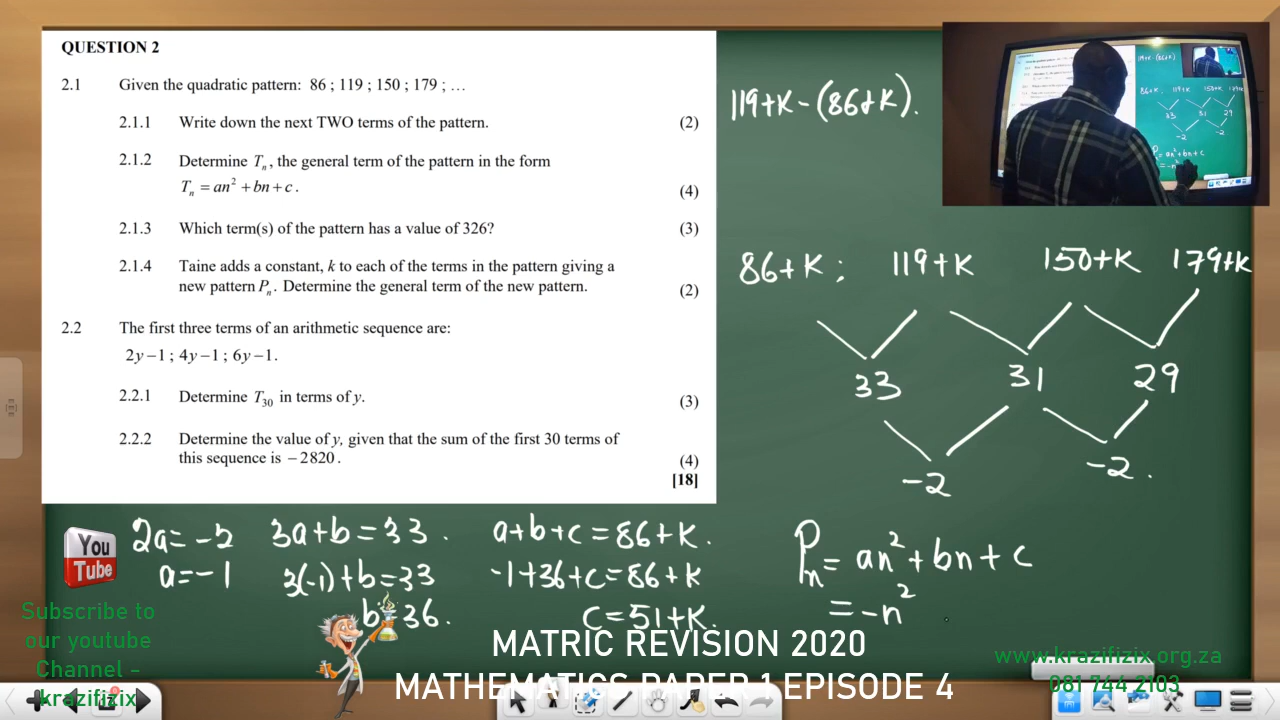 QUESTION 2
2.1 Given the quadratic pattern: 86 ; 119 ; 150 ; 179 ; …
2.1.1 Write down the next TWO terms of the pattern. (2)
2.1.2 Determine Tₙ, the general term of the pattern in the form
Tₙ = an² + bn + c. (4)
2.1.3 Which term(s) of the pattern has a value of 326? (3)
2.1.4 Taine adds a constant, k to each of the terms in the pattern giving a
new pattern Pₙ. Determine the general term of the new pattern. (2)
2.2 The first three terms of an arithmetic sequence are:
2y−1 ; 4y−1 ; 6y−1.
2.2.1 Determine T₃₀ in terms of y. (3)
2.2.2 Determine the value of y, given that the sum of the first 30 terms of
this sequence is −2820. (4)
[18]
119+K−(86+K).
86+K ; 119+K 150+K 179+K
33 31 29
−2 −2.
2a=−2 3a+b=33. a+b+c=86+K. Pₙ= an²+bn+c
a=−1 3(−1)+b=33 -1+36+c=86+K =−n²
b=36. c=51+K.
You
Tube
Subscribe to
our youtube
Channel -
krazifizix
MATRIC REVISION 2020
MATHEMATICS PAPER 1 EPISODE 4
www.krazifizix.org.za
081 744 2103